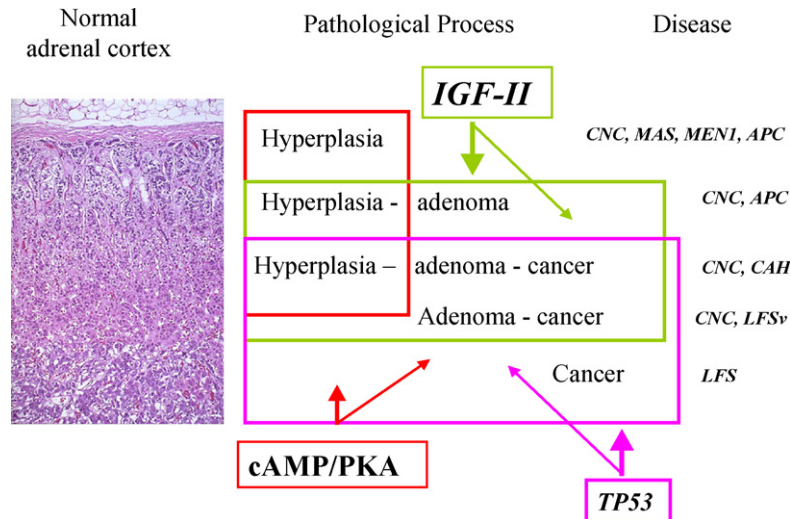 Normal
adrenal cortex
Pathological Process
Disease
IGF-II
Hyperplasia
CNC, MAS, MEN1, APC
Hyperplasia - adenoma
CNC, APC
Hyperplasia – adenoma - cancer
CNC, CAH
Adenoma - cancer
CNC, LFSv
Cancer
LFS
cAMP/PKA
TP53